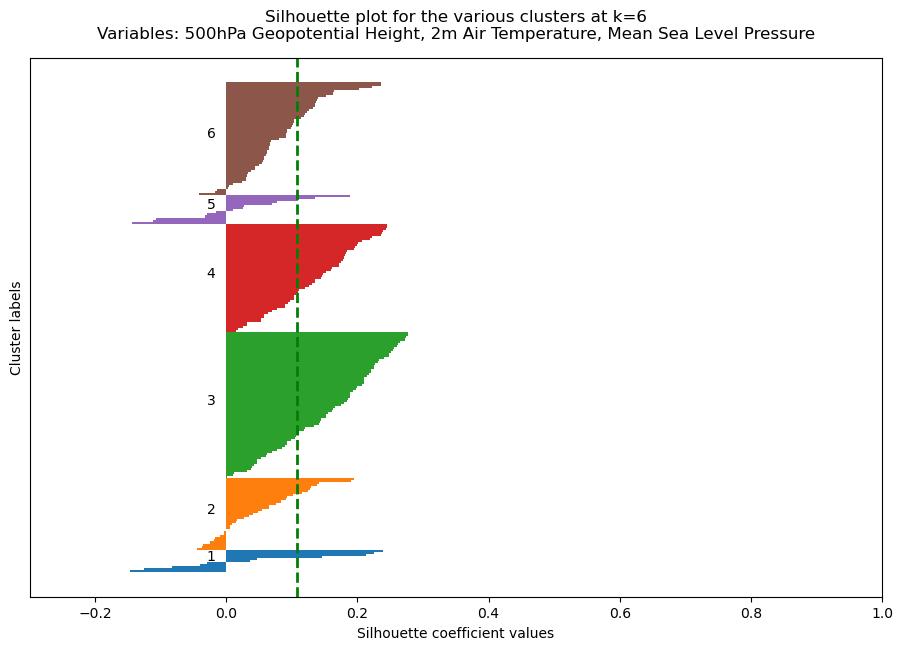 Silhouette plot for the various clusters at k=6
Variables: 500hPa Geopotential Height, 2m Air Temperature, Mean Sea Level Pressure
Cluster labels
6
5
4
3
2
1
−0.2 0.0 0.2 0.4 0.6 0.8 1.0
Silhouette coefficient values